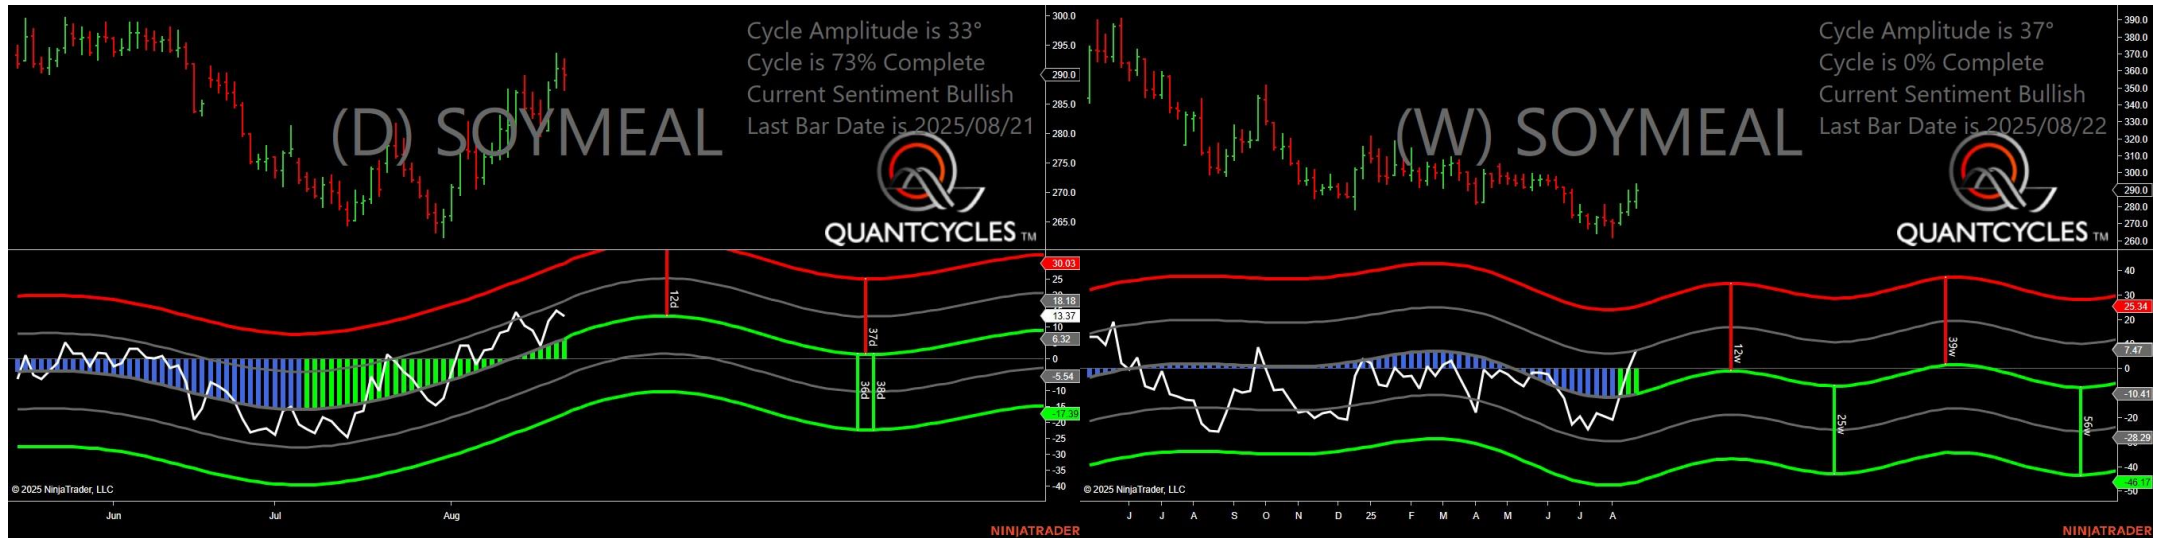 Cycle Amplitude is 33°
Cycle is 73% Complete
Current Sentiment Bullish
Last Bar Date is 2025/08/21
(D) SOYMEAL
QUANTCYCLES TM
300.0
295.0
290.0
285.0
280.0
275.0
270.0
265.0
30.03
25
18.18
13.37
10
6.32
0
-5.54
-10
-17.39
-20
-25
-30
-35
-40
12d
37d
36d
38d
© 2025 NinjaTrader, LLC
Jun
Jul
Aug
NINJATRADER
Cycle Amplitude is 37°
Cycle is 0% Complete
Current Sentiment Bullish
Last Bar Date is 2025/08/22
(W) SOYMEAL
QUANTCYCLES TM
390.0
380.0
370.0
360.0
350.0
340.0
330.0
320.0
310.0
300.0
290.0
280.0
270.0
260.0
40
30
25.34
20
7.47
0
-10.41
-20
-28.29
-40
-46.17
-50
12w
39w
25w
56w
© 2025 NinjaTrader, LLC
J J A S O N D 25 F M A M J J A
NINJATRADER